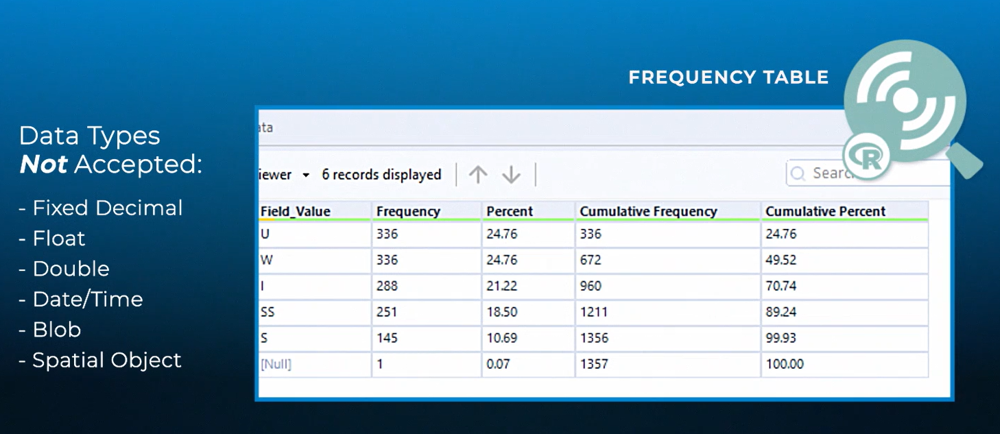 FREQUENCY TABLE
Data Types
Not Accepted:
- Fixed Decimal
- Float
- Double
- Date/Time
- Blob
- Spatial Object
ata
iewer 6 records displayed
Searc
Field_Value Frequency Percent Cumulative Frequency Cumulative Percent
U 336 24.76 336 24.76
W 336 24.76 672 49.52
I 288 21.22 960 70.74
SS 251 18.50 1211 89.24
S 145 10.69 1356 99.93
[Null] 1 0.07 1357 100.00
R